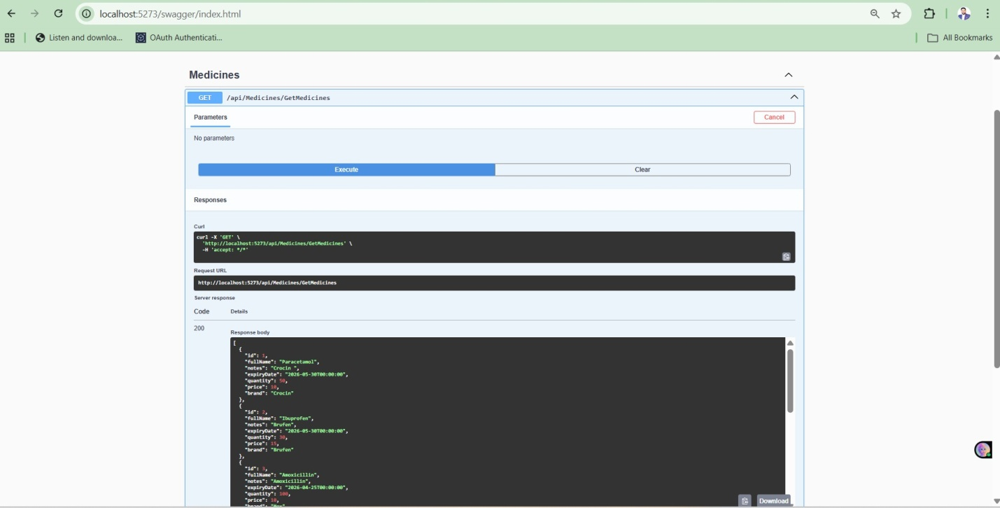 localhost:5273/swagger/index.html
Listen and downloa...
OAuth Authenticati...
All Bookmarks
Medicines
GET /api/Medicines/GetMedicines
Parameters
Cancel
No parameters
Execute
Clear
Responses
Curl
curl -X 'GET' \
'http://localhost:5273/api/Medicines/GetMedicines' \
-H 'accept: */*'
Request URL
http://localhost:5273/api/Medicines/GetMedicines
Server response
Code Details
200
Response body
[
{
"id": 1,
"fullName": "Paracetamol",
"notes": "Crocin ",
"expiryDate": "2026-05-30T00:00:00",
"quantity": 50,
"price": 10,
"brand": "Crocin"
},
{
"id": 2,
"fullName": "Ibuprofen",
"notes": "Brufen",
"expiryDate": "2026-05-30T00:00:00",
"quantity": 30,
"price": 15,
"brand": "Brufen"
},
{
"id": 3,
"fullName": "Amoxicillin",
"notes": "Amoxicillin",
"expiryDate": "2026-04-25T00:00:00",
"quantity": 100,
"price": 10,
"brand": "Mox"
Download